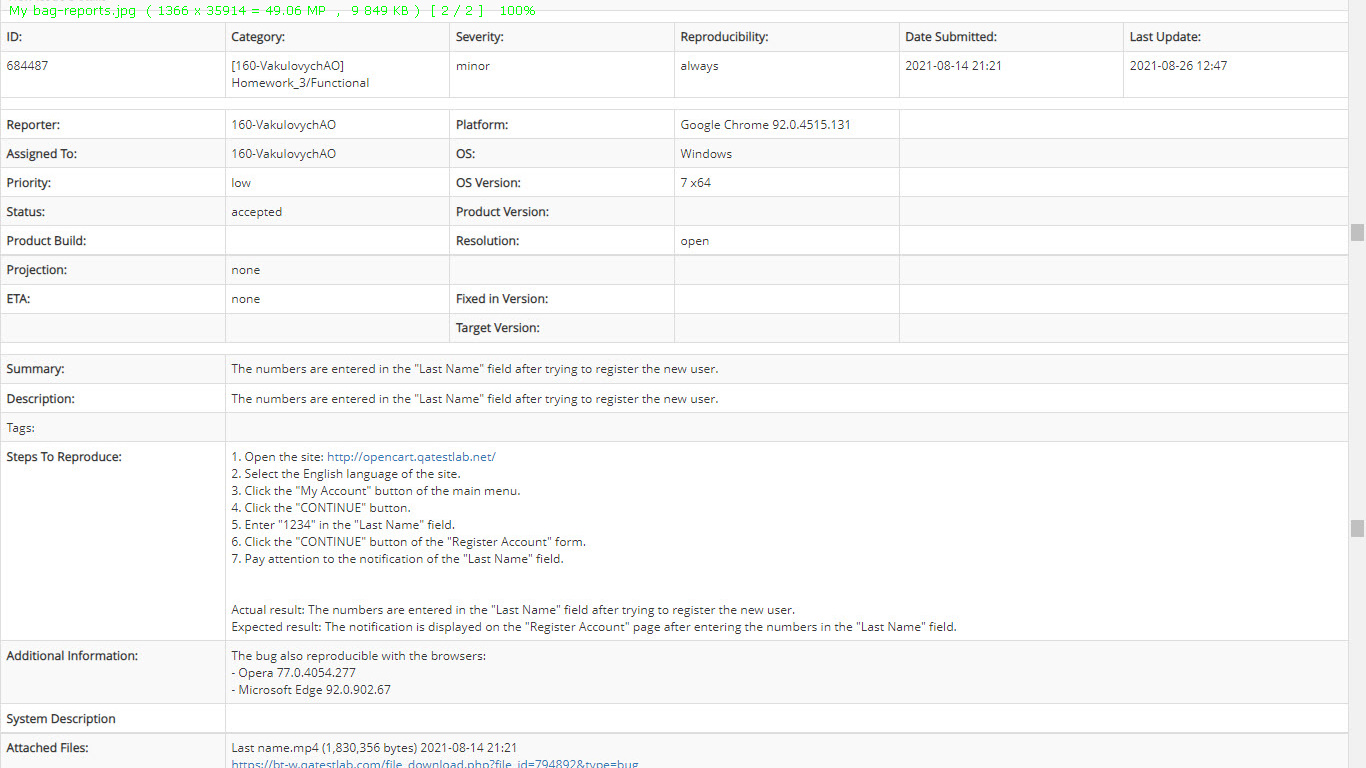 My bag-reports.jpg ( 1366 x 35914 = 49.06 MP , 9 849 KB ) [ 2 / 2 ] 100%
ID: Category: Severity: Reproducibility: Date Submitted: Last Update:
684487 [160-VakulovychAO] minor always 2021-08-14 21:21 2021-08-26 12:47
Homework_3/Functional
Reporter: 160-VakulovychAO Platform: Google Chrome 92.0.4515.131
Assigned To: 160-VakulovychAO OS: Windows
Priority: low OS Version: 7 x64
Status: accepted Product Version:
Product Build: Resolution: open
Projection: none
ETA: none Fixed in Version:
Target Version:
Summary: The numbers are entered in the "Last Name" field after trying to register the new user.
Description: The numbers are entered in the "Last Name" field after trying to register the new user.
Tags:
Steps To Reproduce: 1. Open the site: http://opencart.qatestlab.net/
2. Select the English language of the site.
3. Click the "My Account" button of the main menu.
4. Click the "CONTINUE" button.
5. Enter "1234" in the "Last Name" field.
6. Click the "CONTINUE" button of the "Register Account" form.
7. Pay attention to the notification of the "Last Name" field.
Actual result: The numbers are entered in the "Last Name" field after trying to register the new user.
Expected result: The notification is displayed on the "Register Account" page after entering the numbers in the "Last Name" field.
Additional Information: The bug also reproducible with the browsers:
- Opera 77.0.4054.277
- Microsoft Edge 92.0.902.67
System Description
Attached Files: Last name.mp4 (1,830,356 bytes) 2021-08-14 21:21
https://bt-w.qatestlab.com/file_download.php?file_id=794892&type=bug